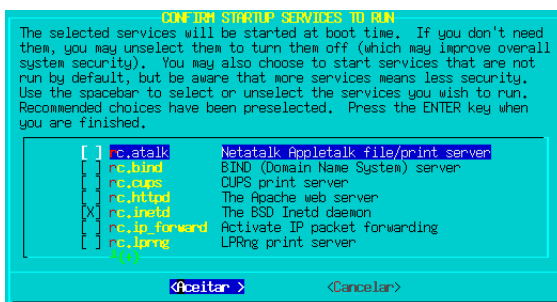 CONFIRM STARTUP SERVICES TO RUN
The selected services will be started at boot time.  If you don't need
them, you may unselect them to turn them off (which may improve overall
system security).  You may also choose to start services that are not
run by default, but be aware that more services means less security.
Use the spacebar to select or unselect the services you wish to run.
Recommended choices have been preselected.  Press the ENTER key when
you are finished.
[ ] rc.atalk Netatalk Appletalk file/print server
[ ] rc.bind BIND (Domain Name System) server
[ ] rc.cups CUPS print server
[ ] rc.httpd The Apache web server
[X] rc.inetd The BSD Inetd daemon
[ ] rc.ip_forward Activate IP packet forwarding
[ ] rc.lprng LPRng print server
(+)
<Aceitar > <Cancelar>